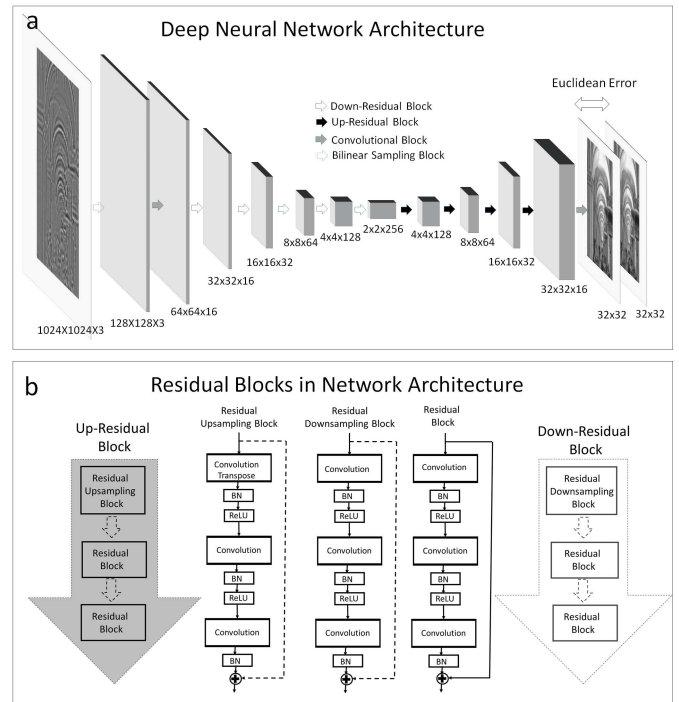 a
Deep Neural Network Architecture
Euclidean Error
Down-Residual Block
Up-Residual Block
Convolutional Block
Bilinear Sampling Block
1024X1024X3
128X128X3
64x64x16
32x32x16
16x16x32
8x8x64
4x4x128
2x2x256
4x4x128
8x8x64
16x16x32
32x32x16
32x32
32x32
b
Residual Blocks in Network Architecture
Up-Residual
Block
Residual
Upsampling
Block
Residual
Block
Residual
Block
Residual
Upsampling Block
Convolution
Transpose
BN
ReLU
Convolution
BN
ReLU
Convolution
BN
Residual
Downsampling Block
Convolution
BN
ReLU
Convolution
BN
ReLU
Convolution
BN
Residual
Block
Convolution
BN
ReLU
Convolution
BN
ReLU
Convolution
BN
Down-Residual
Block
Residual
Downsampling
Block
Residual
Block
Residual
Block